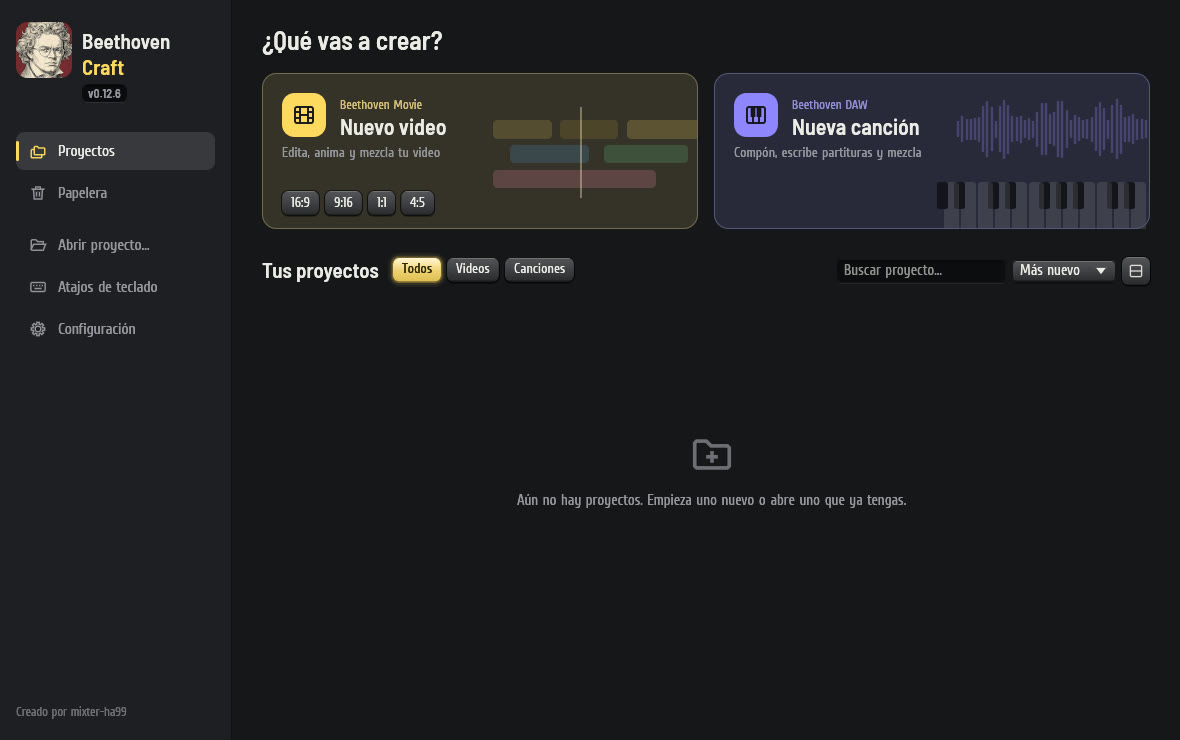 Beethoven
Craft
v0.12.6
Proyectos
Papelera
Abrir proyecto...
Atajos de teclado
Configuración
Creado por mixter-ha99
¿Qué vas a crear?
Beethoven Movie
Nuevo video
Edita, anima y mezcla tu video
16:9 9:16 1:1 4:5
Beethoven DAW
Nueva canción
Compón, escribe partituras y mezcla
Tus proyectos Todos Videos Canciones Buscar proyecto... Más nuevo
Aún no hay proyectos. Empieza uno nuevo o abre uno que ya tengas.